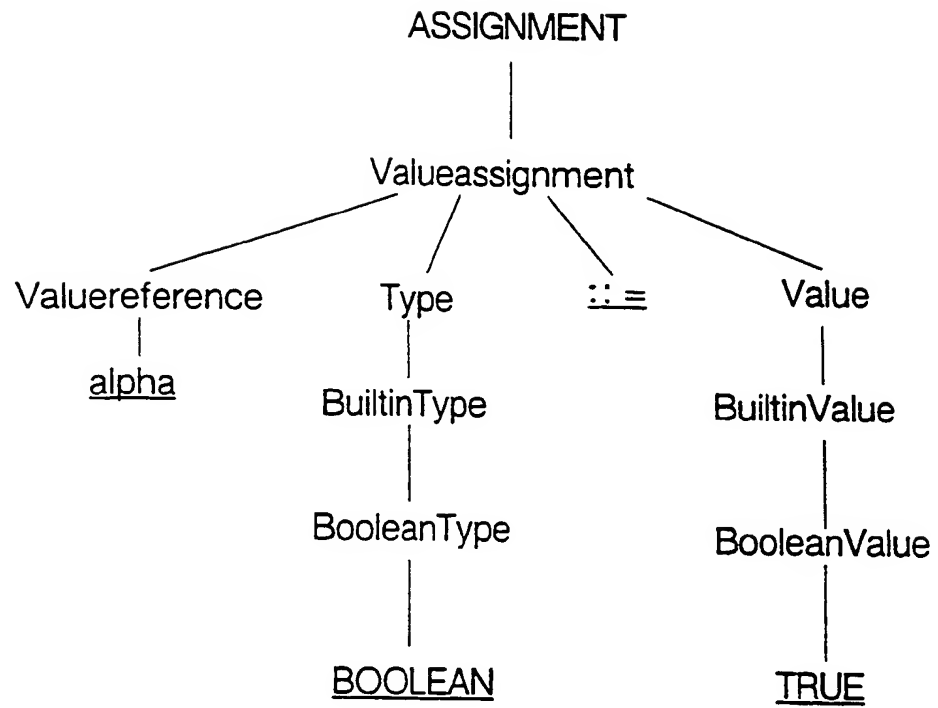 ASSIGNMENT
Valueassignment
Valuereference Type ::= Value
alpha
BuiltinType BuiltinValue
BooleanType BooleanValue
BOOLEAN TRUE